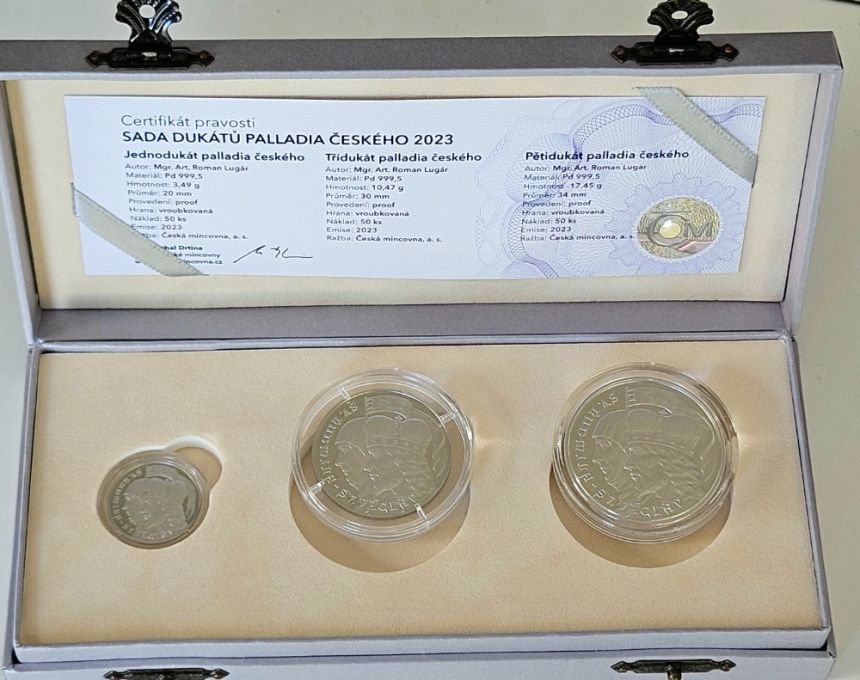 Certifikát pravosti
SADA DUKÁTŮ PALLADIA ČESKÉHO 2023
Jednodukát palladia českého
Autor: Mgr. Art. Roman Lugár
Materiál: Pd 999,5
Hmotnost: 3,49 g
Průměr: 20 mm
Provedení: proof
Hrana: vroubkovaná
Náklad: 50 ks
Emise: 2023
Ražba: Česká mincovna, a. s.
Drtina
mincovny
Třídukát palladia českého
Autor: Mgr. Art. Roman Lugár
Materiál: Pd 999,5
Hmotnost: 10,47 g
Průměr: 30 mm
Provedení: proof
Hrana: vroubkovaná
Náklad: 50 ks
Emise: 2023
Ražba: Česká mincovna, a. s.
Pětidukát palladia českého
Autor: Mgr. Art. Roman Lugár
Materiál: Pd 999,5
Hmotnost: 17,45 g
Průměr: 34 mm
Provedení: proof
Hrana: vroubkovaná
Náklad: 50 ks
Emise: 2023
Ražba: Česká mincovna, a. s.
ČM